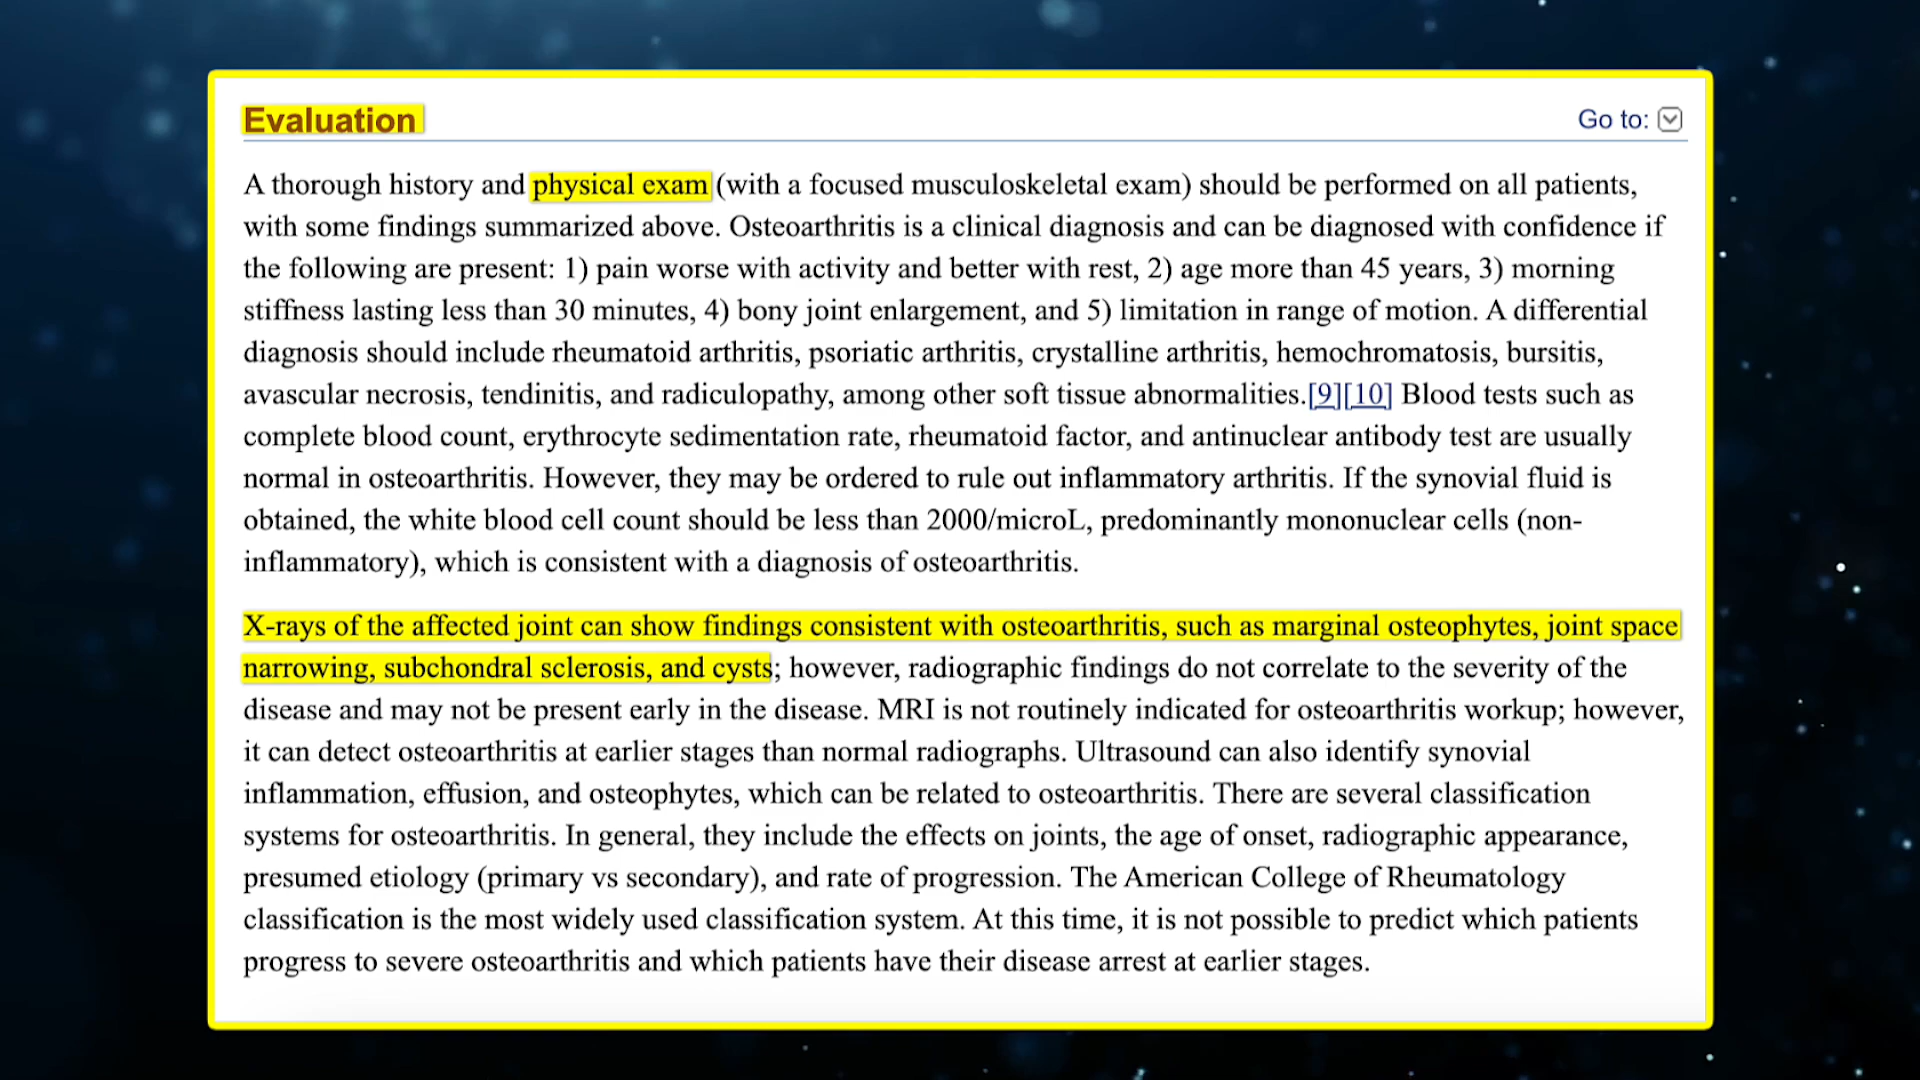 Evaluation
Go to:
A thorough history and physical exam (with a focused musculoskeletal exam) should be performed on all patients,
with some findings summarized above. Osteoarthritis is a clinical diagnosis and can be diagnosed with confidence if
the following are present: 1) pain worse with activity and better with rest, 2) age more than 45 years, 3) morning
stiffness lasting less than 30 minutes, 4) bony joint enlargement, and 5) limitation in range of motion. A differential
diagnosis should include rheumatoid arthritis, psoriatic arthritis, crystalline arthritis, hemochromatosis, bursitis,
avascular necrosis, tendinitis, and radiculopathy, among other soft tissue abnormalities.[9][10] Blood tests such as
complete blood count, erythrocyte sedimentation rate, rheumatoid factor, and antinuclear antibody test are usually
normal in osteoarthritis. However, they may be ordered to rule out inflammatory arthritis. If the synovial fluid is
obtained, the white blood cell count should be less than 2000/microL, predominantly mononuclear cells (non-
inflammatory), which is consistent with a diagnosis of osteoarthritis.
X-rays of the affected joint can show findings consistent with osteoarthritis, such as marginal osteophytes, joint space
narrowing, subchondral sclerosis, and cysts; however, radiographic findings do not correlate to the severity of the
disease and may not be present early in the disease. MRI is not routinely indicated for osteoarthritis workup; however,
it can detect osteoarthritis at earlier stages than normal radiographs. Ultrasound can also identify synovial
inflammation, effusion, and osteophytes, which can be related to osteoarthritis. There are several classification
systems for osteoarthritis. In general, they include the effects on joints, the age of onset, radiographic appearance,
presumed etiology (primary vs secondary), and rate of progression. The American College of Rheumatology
classification is the most widely used classification system. At this time, it is not possible to predict which patients
progress to severe osteoarthritis and which patients have their disease arrest at earlier stages.